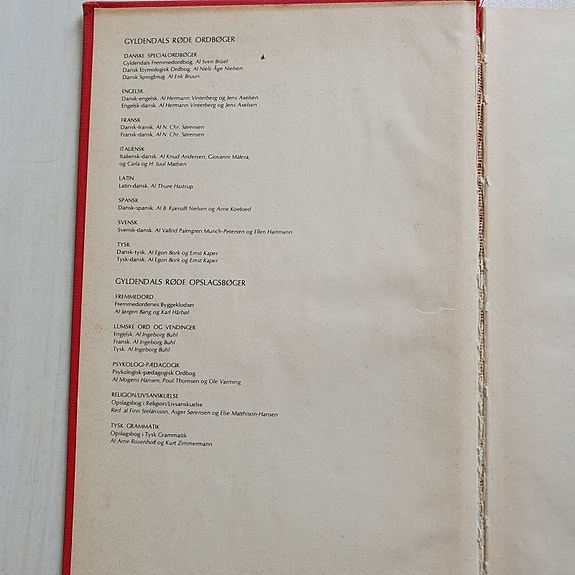 GYLDENDALS RØDE ORDBØGER
DANSKE SPECIALORDBØGER
Gyldendals Fremmedordbog. Af Sven Brüel
Dansk Etymologisk Ordbog. Af Niels Åge Nielsen
Dansk Sprogbrug. Af Erik Bruun
ENGELSK
Dansk-engelsk. Af Hermann Vinterberg og Jens Axelsen
Engelsk-dansk. Af Hermann Vinterberg og Jens Axelsen
FRANSK
Dansk-fransk. Af N. Chr. Sørensen
Fransk-dansk. Af N. Chr. Sørensen
ITALIENSK
Italiensk-dansk. Af Knud Andersen, Giovanni Màfera,
og Carla og H. Juul Madsen
LATIN
Latin-dansk. Af Thure Hastrup
SPANSK
Dansk-spansk. Af B. Kjærulff Nielsen og Arne Koefoed
SVENSK
Svensk-dansk. Af Valfrid Palmgren Munch-Petersen og Ellen Hartmann
TYSK
Dansk-tysk. Af Egon Bork og Ernst Kaper
Tysk-dansk. Af Egon Bork og Ernst Kaper
GYLDENDALS RØDE OPSLAGSBØGER
FREMMEDORD
Fremmedordenes Byggeklodser
Af Jørgen Bang og Karl Hårbøl
LUMSKE ORD OG VENDINGER
Engelsk. Af Ingeborg Buhl
Fransk. Af Ingeborg Buhl
Tysk. Af Ingeborg Buhl
PSYKOLOGI-PÆDAGOGIK
Psykologisk-pædagogisk Ordbog
Af Mogens Hansen, Poul Thomsen og Ole Varming
RELIGION/LIVSANSKUELSE
Opslagsbog i Religion/Livsanskuelse
Red. af Finn Stefánsson, Asger Sørensen og Else Matthison-Hansen
TYSK GRAMMATIK
Opslagsbog i Tysk Grammatik
Af Arne Rosenhoff og Kurt Zimmermann